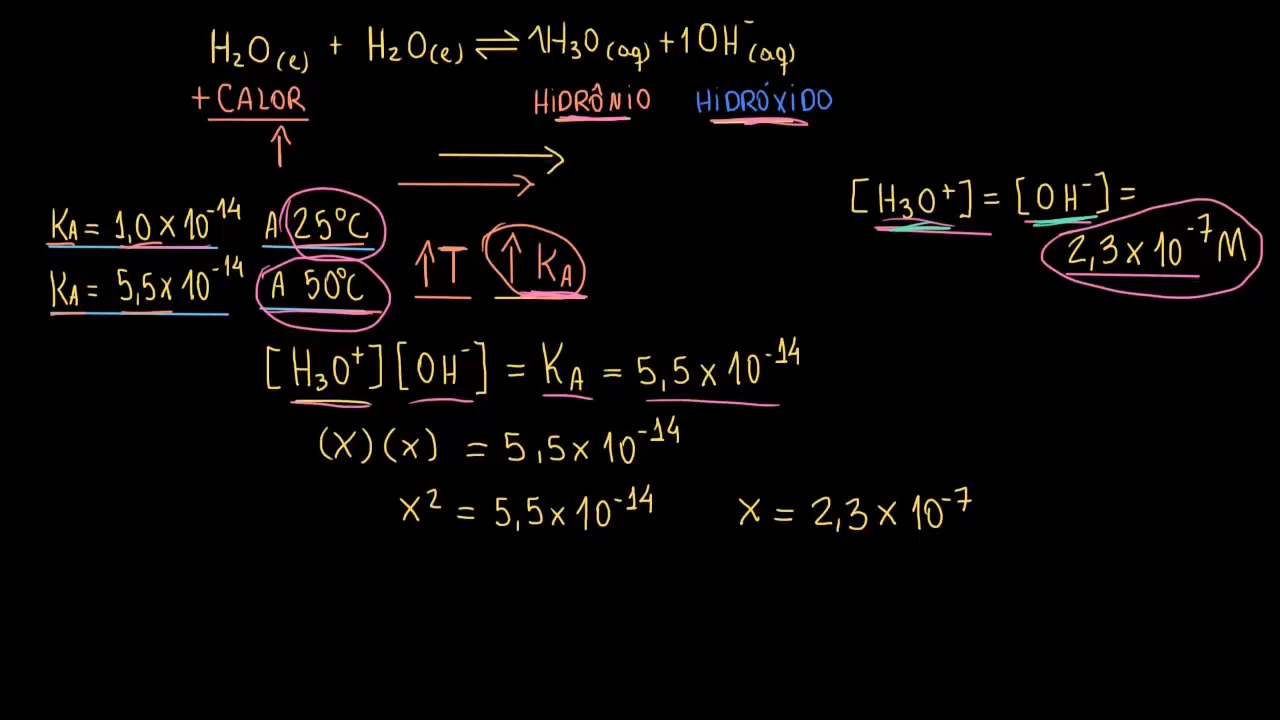 H₂O(ℓ) + H₂O(ℓ) ⇌ 1H₃O(aq) + 1OH⁻(aq)
+ CALOR HIDRÔNIO HIDRÓXIDO
↑
[H₃O⁺] = [OH⁻] =
2,3 x 10⁻⁷ M
KA = 1,0 x 10⁻¹⁴ A 25°C
KA = 5,5 x 10⁻¹⁴ A 50°C
↑T ↑ KA
[H₃O⁺][OH⁻] = KA = 5,5 x 10⁻¹⁴
(X)(x) = 5,5 x 10⁻¹⁴
x² = 5,5 x 10⁻¹⁴ x = 2,3 x 10⁻⁷